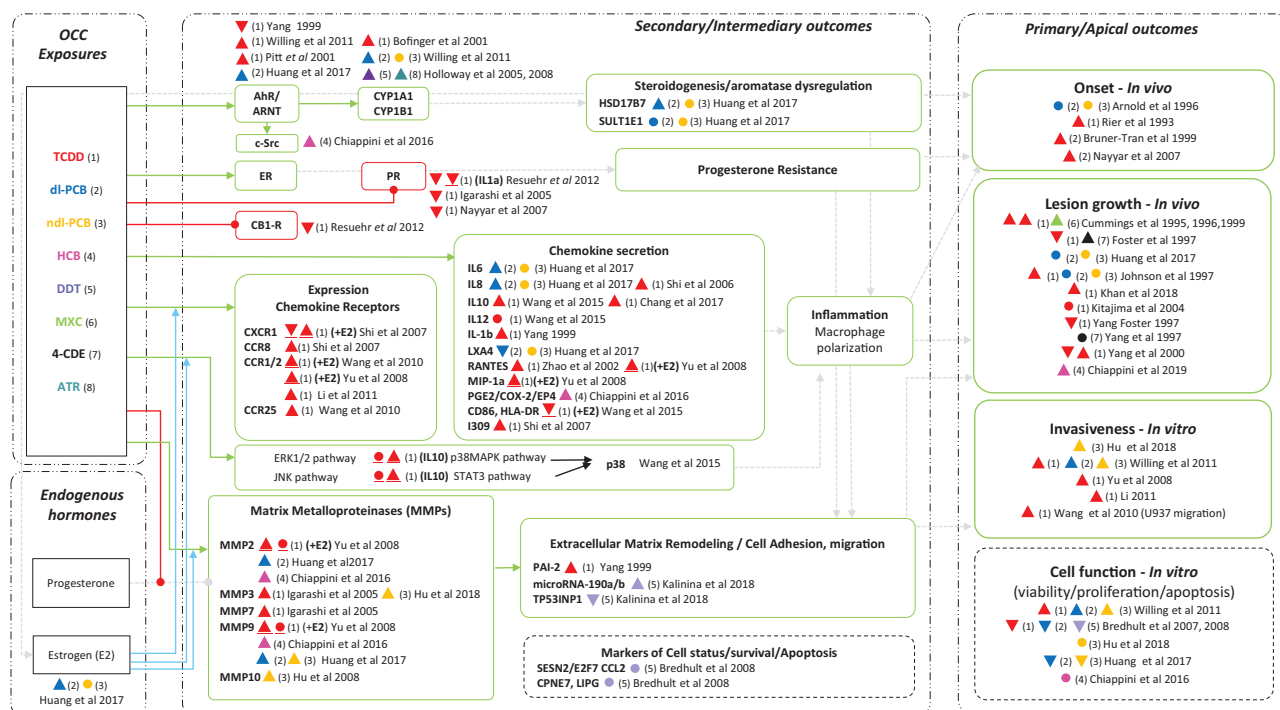 OCC
Exposures
TCDD (1)
dl-PCB (2)
ndl-PCB (3)
HCB (4)
DDT (5)
MXC (6)
4-CDE (7)
ATR (8)
Endogenous
hormones
Progesterone
Estrogen (E2)
(2) (3)
Huang et al 2017
Secondary/Intermediary outcomes
(1) Yang 1999
(1) Willing et al 2011
(1) Pitt et al 2001
(2) Huang et al 2017
(1) Bofinger et al 2001
(2) (3) Willing et al 2011
(5) (8) Holloway et al 2005, 2008
AhR/
ARNT
CYP1A1
CYP1B1
c-Src
(4) Chiappini et al 2016
Steroidogenesis/aromatase dysregulation
HSD17B7 (2) (3) Huang et al 2017
SULT1E1 (2) (3) Huang et al 2017
ER
PR
(1) (IL1a) Resuehr et al 2012
(1) Igarashi et al 2005
(1) Nayyar et al 2007
Progesterone Resistance
CB1-R
(1) Resuehr et al 2012
Expression
Chemokine Receptors
CXCR1 (1) (+E2) Shi et al 2007
CCR8 (1) Shi et al 2007
CCR1/2 (1) (+E2) Wang et al 2010
(1) (+E2) Yu et al 2008
(1) Li et al 2011
CCR25 (1) Wang et al 2010
Chemokine secretion
IL6 (2) (3) Huang et al 2017
IL8 (2) (3) Huang et al 2017 (1) Shi et al 2006
IL10 (1) Wang et al 2015 (1) Chang et al 2017
IL12 (1) Wang et al 2015
IL-1b (1) Yang 1999
LXA4 (2) (3) Huang et al 2017
RANTES (1) Zhao et al 2002 (1)(+E2) Yu et al 2008
MIP-1a (1)(+E2) Yu et al 2008
PGE2/COX-2/EP4 (4) Chiappini et al 2016
CD86, HLA-DR (1) (+E2) Wang et al 2015
I309 (1) Shi et al 2007
Inflammation
Macrophage
polarization
ERK1/2 pathway (1) (IL10) p38MAPK pathway
JNK pathway (1) (IL10) STAT3 pathway
p38 Wang et al 2015
Matrix Metalloproteinases (MMPs)
MMP2 (1) (+E2) Yu et al 2008
(2) Huang et al2017
(4) Chiappini et al 2016
MMP3 (1) Igarashi et al 2005 (3) Hu et al 2018
MMP7 (1) Igarashi et al 2005
MMP9 (1) (+E2) Yu et al 2008
(4) Chiappini et al 2016
(2) (3) Huang et al 2017
MMP10 (3) Hu et al 2008
Extracellular Matrix Remodeling / Cell Adhesion, migration
PAI-2 (1) Yang 1999
microRNA-190a/b (5) Kalinina et al 2018
TP53INP1 (5) Kalinina et al 2018
Markers of Cell status/survival/Apoptosis
SESN2/E2F7 CCL2 (5) Bredhult et al 2008
CPNE7, LIPG (5) Bredhult et al 2008
Primary/Apical outcomes
Onset - In vivo
(2) (3) Arnold et al 1996
(1) Rier et al 1993
(2) Bruner-Tran et al 1999
(2) Nayyar et al 2007
Lesion growth - In vivo
(1) (6) Cummings et al 1995, 1996,1999
(1) (7) Foster et al 1997
(2) (3) Huang et al 2017
(1) (2) (3) Johnson et al 1997
(1) Khan et al 2018
(1) Kitajima et al 2004
(1) Yang Foster 1997
(7) Yang et al 1997
(1) Yang et al 2000
(4) Chiappini et al 2019
Invasiveness - In vitro
(3) Hu et al 2018
(1) (2) (3) Willing et al 2011
(1) Yu et al 2008
(1) Li 2011
(1) Wang et al 2010 (U937 migration)
Cell function - In vitro
(viability/proliferation/apoptosis)
(1) (2) (3) Willing et al 2011
(1) (2) (5) Bredhult et al 2007, 2008
(3) Hu et al 2018
(2) (3) Huang et al 2017
(4) Chiappini et al 2016